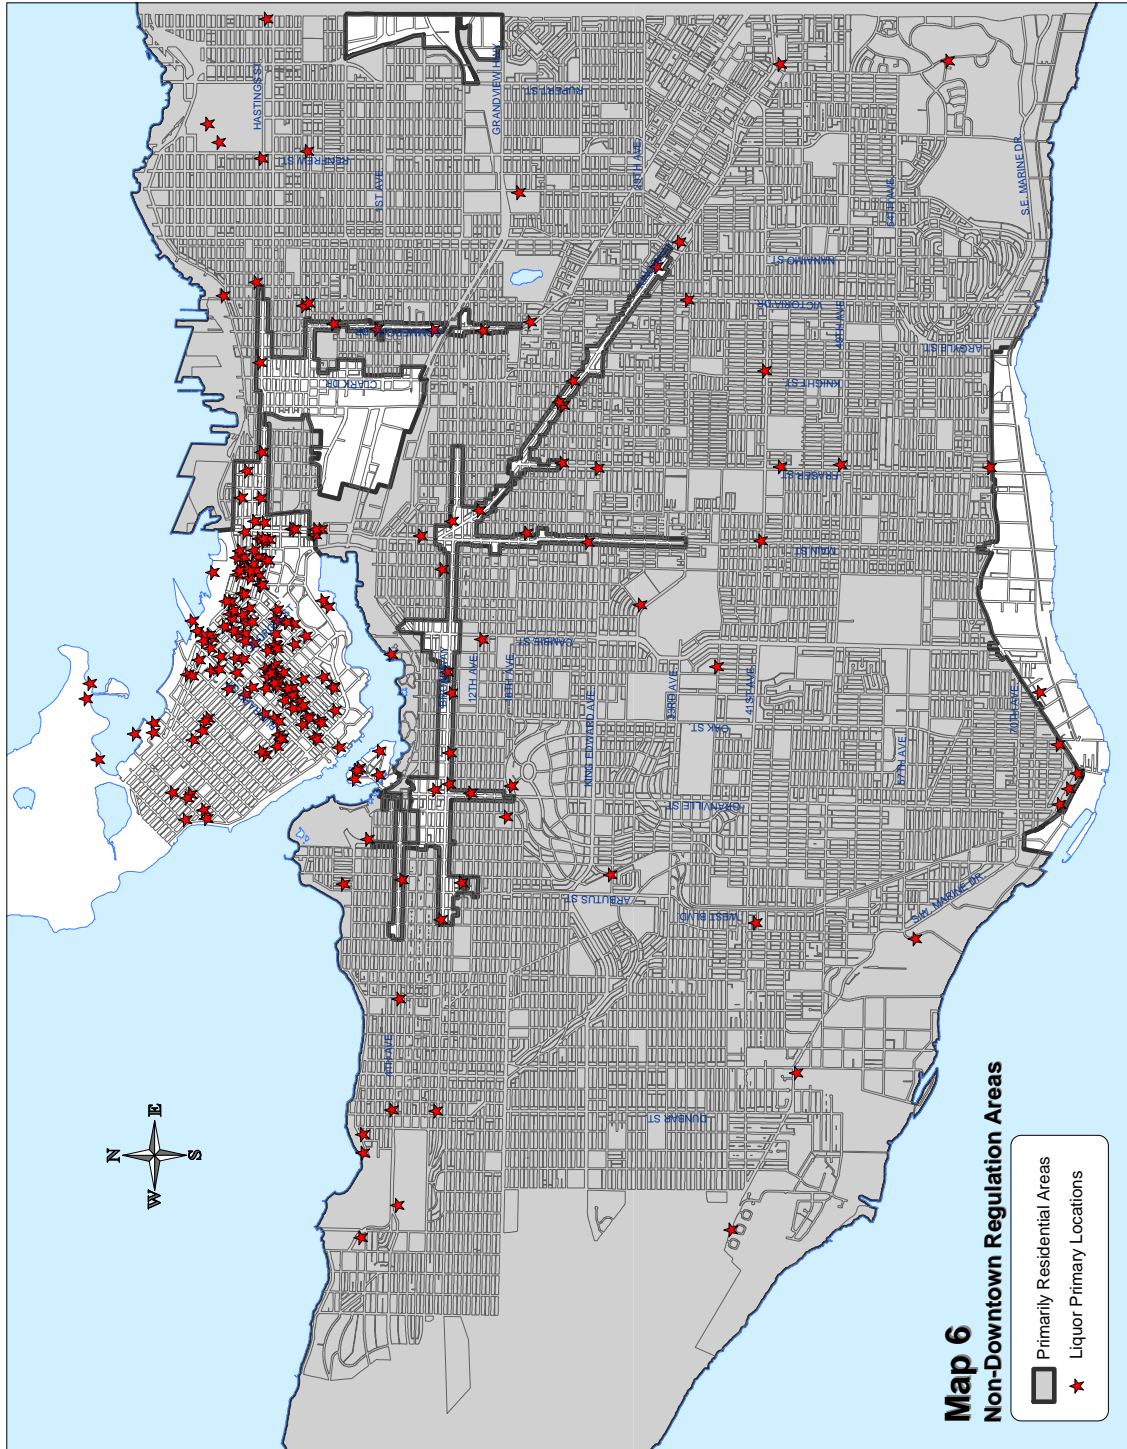 Map 6
Non-Downtown Regulation Areas
Primarily Residential Areas
Liquor Primary Locations
N
E
S
W
HASTINGS ST
RENFREW ST
1ST AVE
GRANDVIEW HWY
RUPERT ST
29TH AVE
54TH AVE
S.E. MARINE DR
NANAIMO ST
VICTORIA DR
49TH AVE
ARGYLE ST
KNIGHT ST
CLARK DR
FRASER ST
MAIN ST
CAMBIE ST
12TH AVE
16TH AVE
KING EDWARD AVE
33RD AVE
41ST AVE
OAK ST
57TH AVE
70TH AVE
GRANVILLE ST
ARBUTUS ST
WEST BLVD
S.W. MARINE DR
4TH AVE
DUNBAR ST